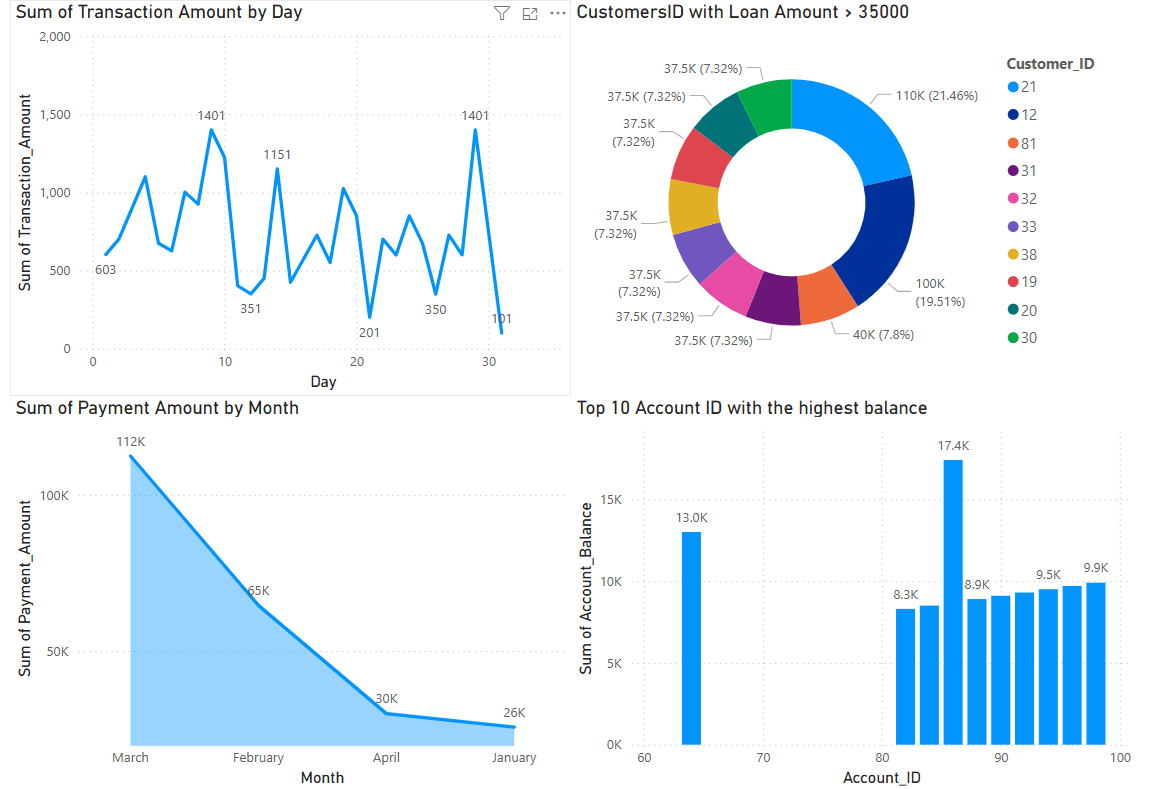 Sum of Transaction Amount by Day
2,000
1,500
1,000
500
0
Sum of Transaction_Amount
603
1401
351
1151
201
350
1401
101
0
10
20
30
Day
CustomersID with Loan Amount > 35000
37.5K (7.32%)
37.5K (7.32%)
37.5K
(7.32%)
37.5K
(7.32%)
37.5K
(7.32%)
37.5K (7.32%)
37.5K (7.32%)
40K (7.8%)
100K
(19.51%)
110K (21.46%)
Customer_ID
21
12
81
31
32
33
38
19
20
30
Sum of Payment Amount by Month
100K
50K
Sum of Payment_Amount
112K
65K
30K
26K
March
February
April
January
Month
Top 10 Account ID with the highest balance
15K
10K
5K
0K
Sum of Account_Balance
13.0K
8.3K
17.4K
8.9K
9.5K
9.9K
60
70
80
90
100
Account_ID